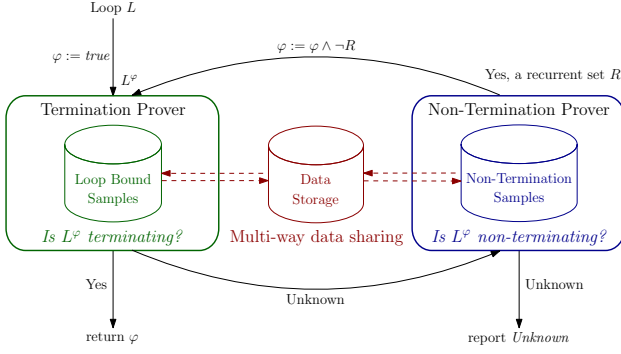 Loop L
φ := true
L^φ
φ := φ ∧ ¬R
Yes, a recurrent set R
Termination Prover
Loop Bound
Samples
Is L^φ terminating?
Data
Storage
Multi-way data sharing
Non-Termination Prover
Non-Termination
Samples
Is L^φ non-terminating?
Yes
Unknown
Unknown
return φ
report Unknown